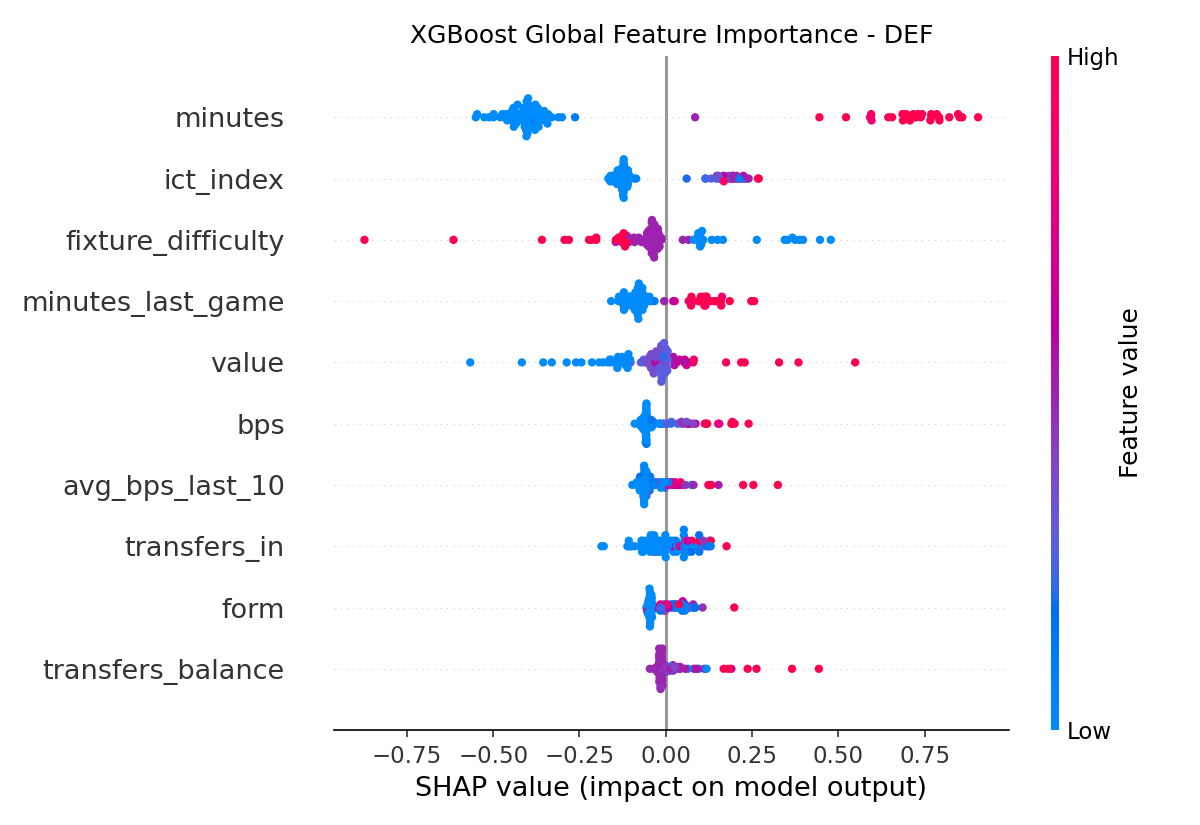 XGBoost Global Feature Importance - DEF
High
minutes
ict_index
fixture_difficulty
minutes_last_game
value
bps
avg_bps_last_10
transfers_in
form
transfers_balance
Feature value
Low
−0.75 −0.50 −0.25 0.00 0.25 0.50 0.75
SHAP value (impact on model output)